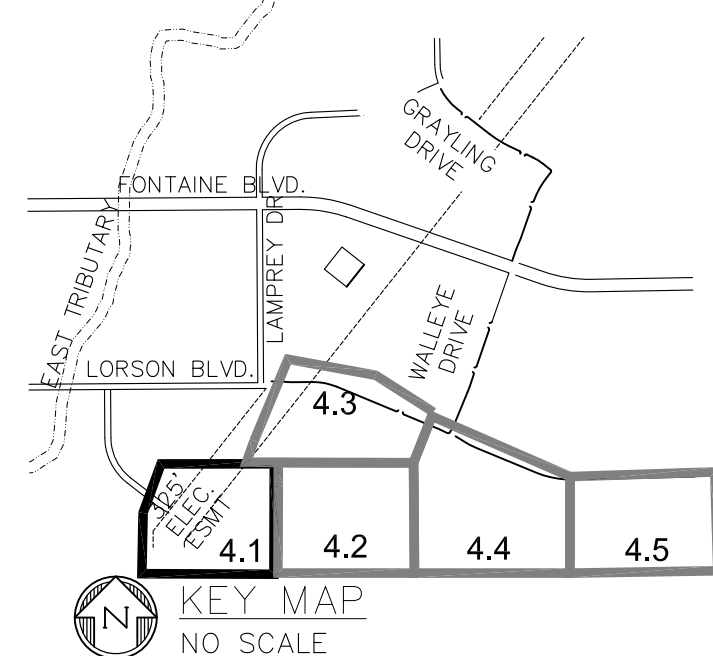 GRAYLING
DRIVE
FONTAINE BLVD.
EAST TRIBUTARY
LAMPREY DR
WALLEYE
DRIVE
LORSON BLVD.
4.3
325'
ELEC.
ESMT
4.1
4.2
4.4
4.5
N
KEY MAP
NO SCALE